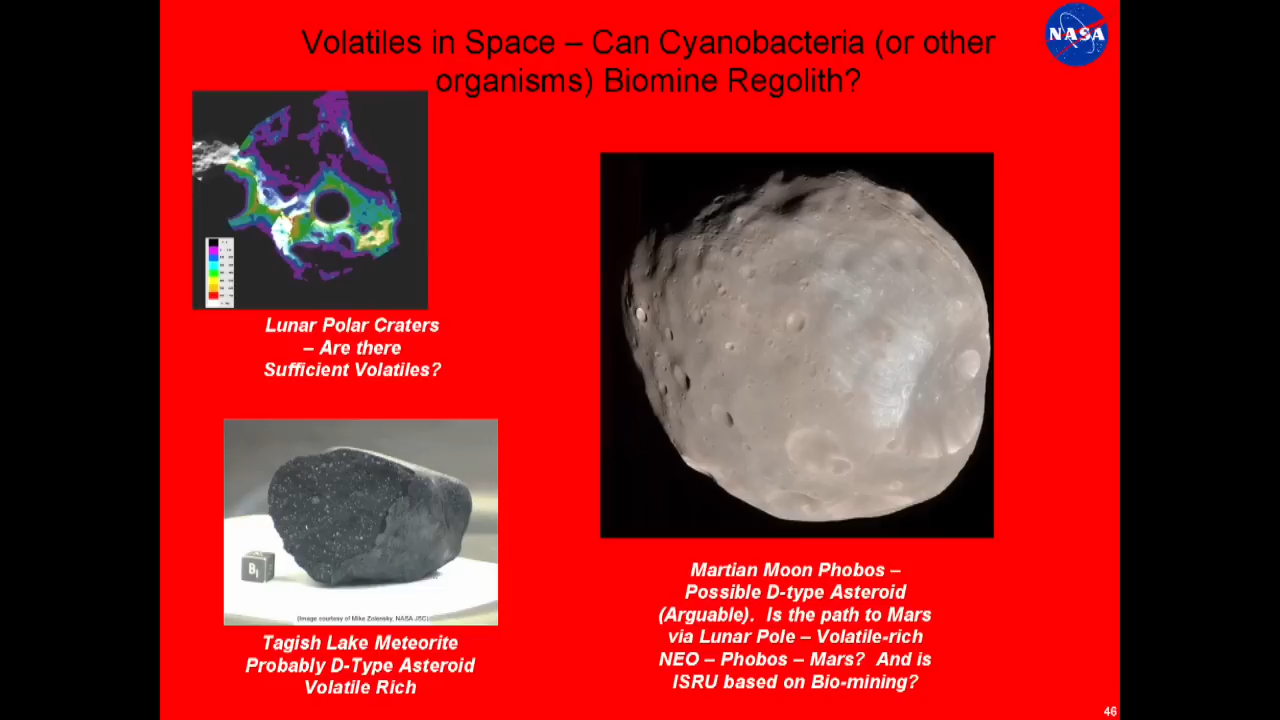 Volatiles in Space – Can Cyanobacteria (or other
organisms) Biomine Regolith?
NASA
Lunar Polar Craters
– Are there
Sufficient Volatiles?
B1
(Image courtesy of Mike Zolensky, NASA JSC)
Tagish Lake Meteorite
Probably D-Type Asteroid
Volatile Rich
Martian Moon Phobos –
Possible D-type Asteroid
(Arguable). Is the path to Mars
via Lunar Pole – Volatile-rich
NEO – Phobos – Mars? And is
ISRU based on Bio-mining?
46